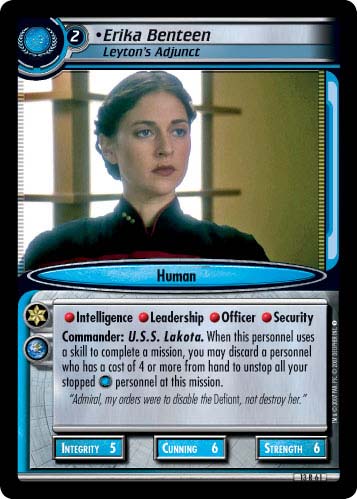 2
•Erika Benteen
Leyton's Adjunct
Human
Intelligence Leadership Officer Security
Commander: U.S.S. Lakota. When this personnel uses
a skill to complete a mission, you may discard a personnel
who has a cost of 4 or more from hand to unstop all your
stopped personnel at this mission.
"Admiral, my orders were to disable the Defiant, not destroy her."
INTEGRITY 5 CUNNING 6 STRENGTH 6
13 R 61